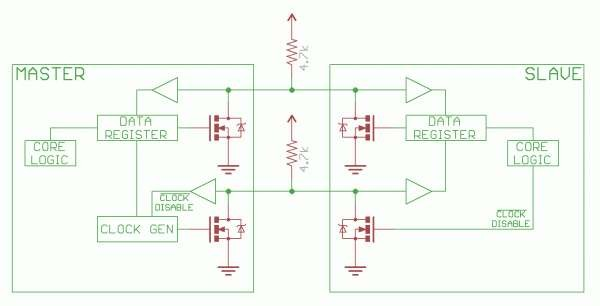 4.7k
MASTER
SLAVE
DATA
REGISTER
DATA
REGISTER
CORE
LOGIC
4.7k
CORE
LOGIC
CLOCK
DISABLE
CLOCK GEN
CLOCK
DISABLE